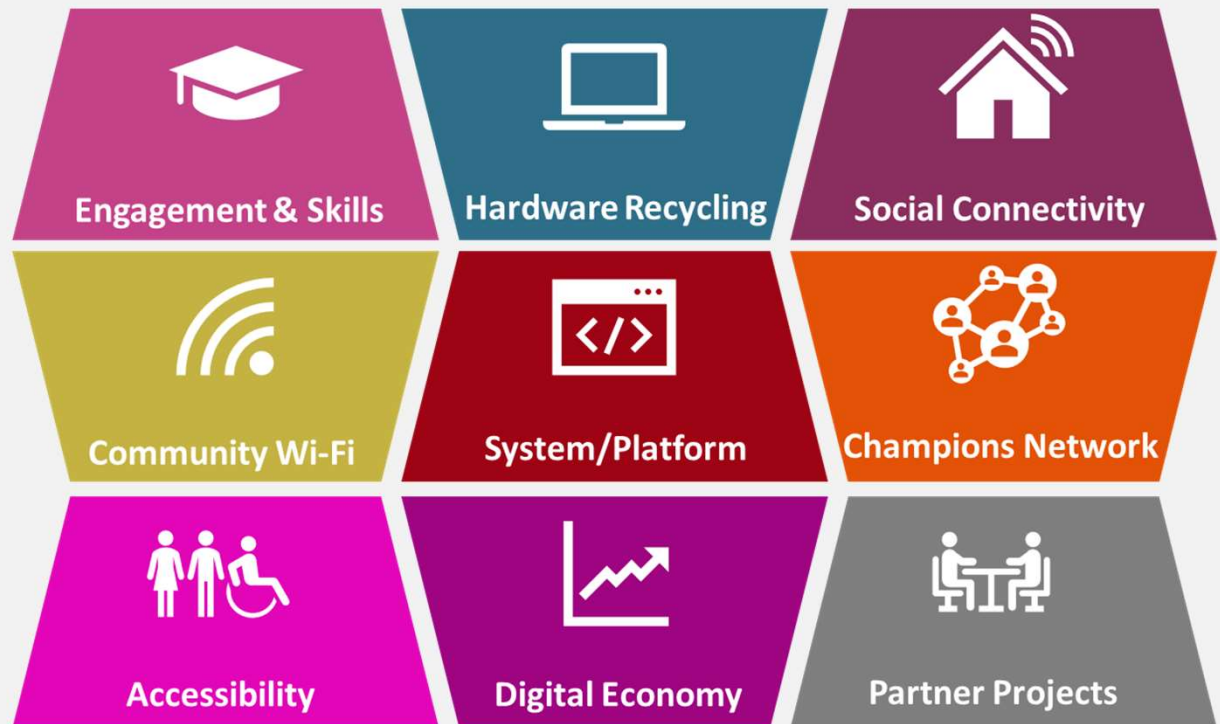 Engagement & Skills
Hardware Recycling
Social Connectivity
Community Wi-Fi
</>
System/Platform
Champions Network
Accessibility
Digital Economy
Partner Projects